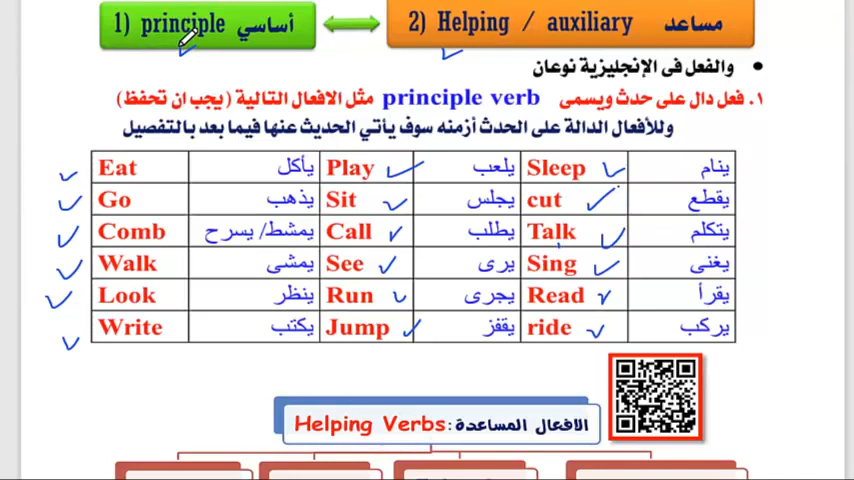 1) principle أساسي
2) Helping / auxiliary مساعد
• والفعل فى الإنجليزية نوعان
١. فعل دال على حدث ويسمى principle verb مثل الافعال التالية (يجب ان تحفظ)
وللأفعال الدالة على الحدث أزمنه سوف يأتي الحديث عنها فيما بعد بالتفصيل
Eat يأكل Play يلعب Sleep ينام
Go يذهب Sit يجلس cut يقطع
Comb يمشط/ يسرح Call يطلب Talk يتكلم
Walk يمشى See يرى Sing يغنى
Look ينظر Run يجرى Read يقرأ
Write يكتب Jump يقفز ride يركب
الافعال المساعدة: Helping Verbs